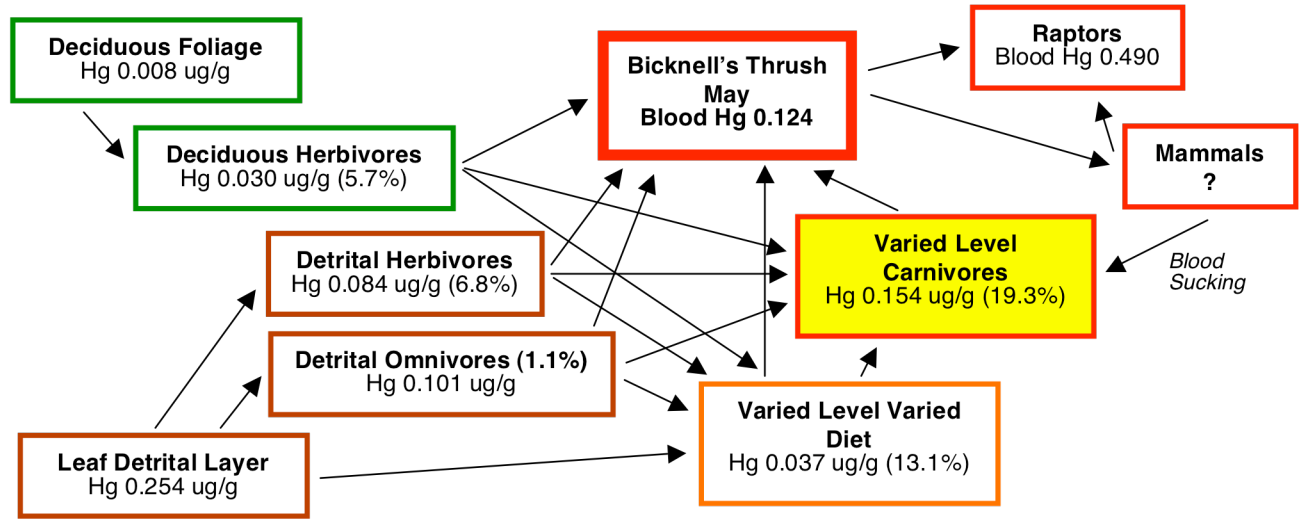 Deciduous Foliage
Hg 0.008 ug/g
Deciduous Herbivores
Hg 0.030 ug/g (5.7%)
Detrital Herbivores
Hg 0.084 ug/g (6.8%)
Detrital Omnivores (1.1%)
Hg 0.101 ug/g
Leaf Detrital Layer
Hg 0.254 ug/g
Bicknell's Thrush
May
Blood Hg 0.124
Raptors
Blood Hg 0.490
Mammals
?
Varied Level
Carnivores
Hg 0.154 ug/g (19.3%)
Blood
Sucking
Varied Level Varied
Diet
Hg 0.037 ug/g (13.1%)